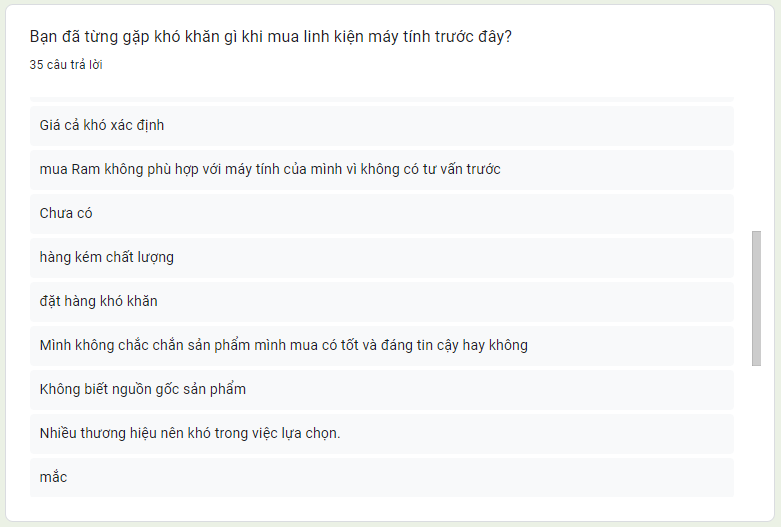 Bạn đã từng gặp khó khăn gì khi mua linh kiện máy tính trước đây?
35 câu trả lời
Giá cả khó xác định
mua Ram không phù hợp với máy tính của mình vì không có tư vấn trước
Chưa có
hàng kém chất lượng
đặt hàng khó khăn
Mình không chắc chắn sản phẩm mình mua có tốt và đáng tin cậy hay không
Không biết nguồn gốc sản phẩm
Nhiều thương hiệu nên khó trong việc lựa chọn.
mắc